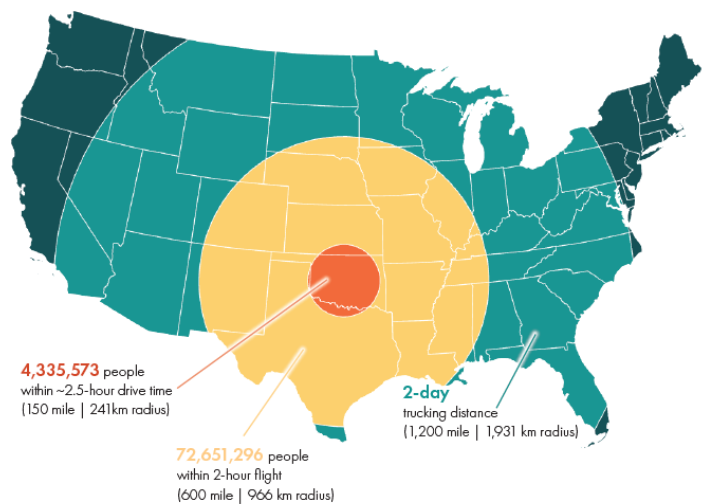 4,335,573 people
within ~2.5-hour drive time
(150 mile | 241km radius)
72,651,296 people
within 2-hour flight
(600 mile | 966 km radius)
2-day
trucking distance
(1,200 mile | 1,931 km radius)